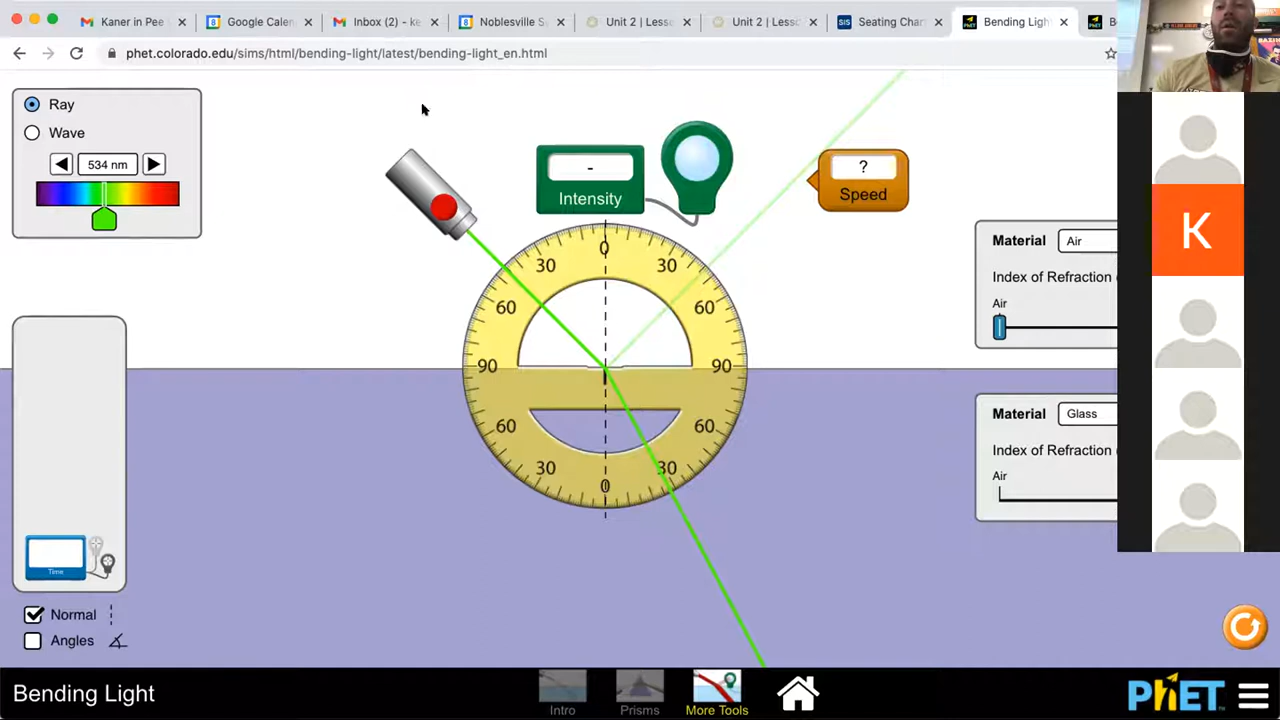 Kaner in Pee
Google Calen
Inbox (2) - ke
Noblesville S
Unit 2 | Lesso
Unit 2 | Lesso
SIS
Seating Char
Bending Ligh
phet.colorado.edu/sims/html/bending-light/latest/bending-light_en.html
Ray
Wave
534 nm
-
Intensity
?
Speed
0
30
30
60
60
90
90
60
60
30
30
0
Material
Air
Index of Refraction
Air
Material
Glass
Index of Refraction
Air
K
Time
Normal
Angles
Bending Light
Intro
Prisms
More Tools
PhET